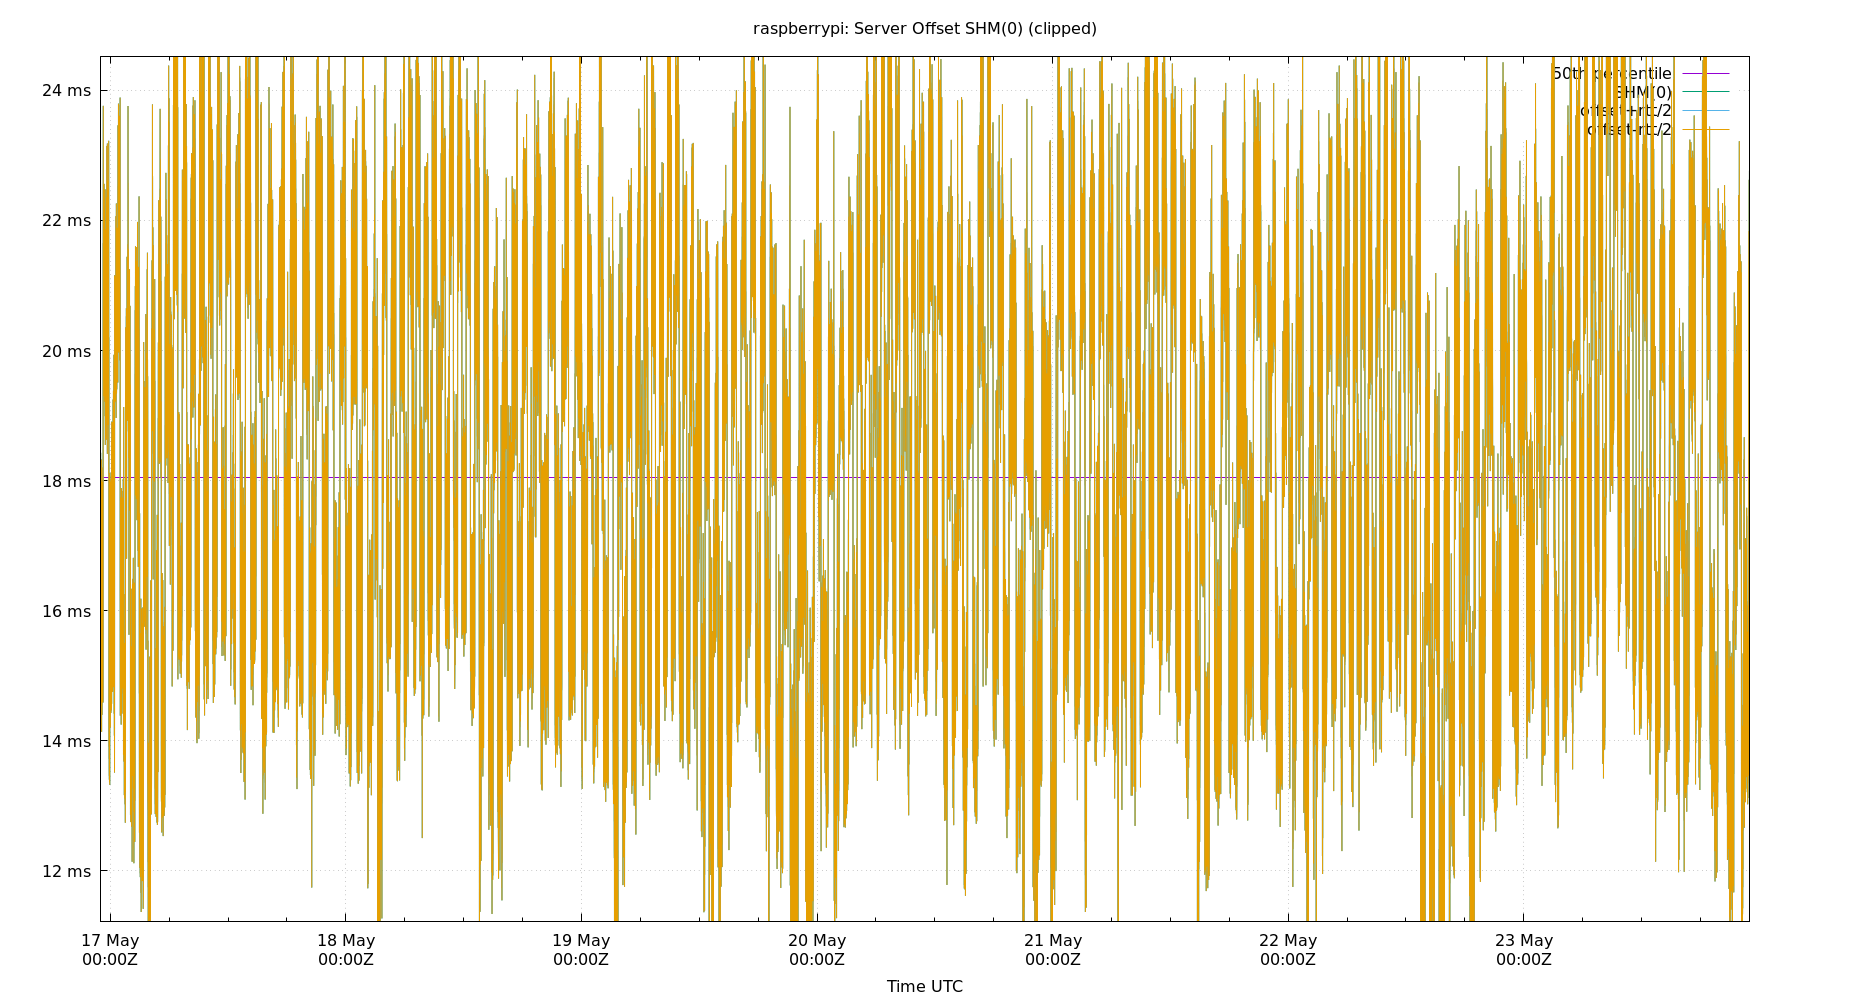 raspberrypi: Server Offset SHM(0) (clipped)
24 ms
22 ms
20 ms
18 ms
16 ms
14 ms
12 ms
50th percentile
SHM(0)
offset+rtt/2
offset-rtt/2
17 May 18 May 19 May 20 May 21 May 22 May 23 May
00:00Z 00:00Z 00:00Z 00:00Z 00:00Z 00:00Z 00:00Z
Time UTC